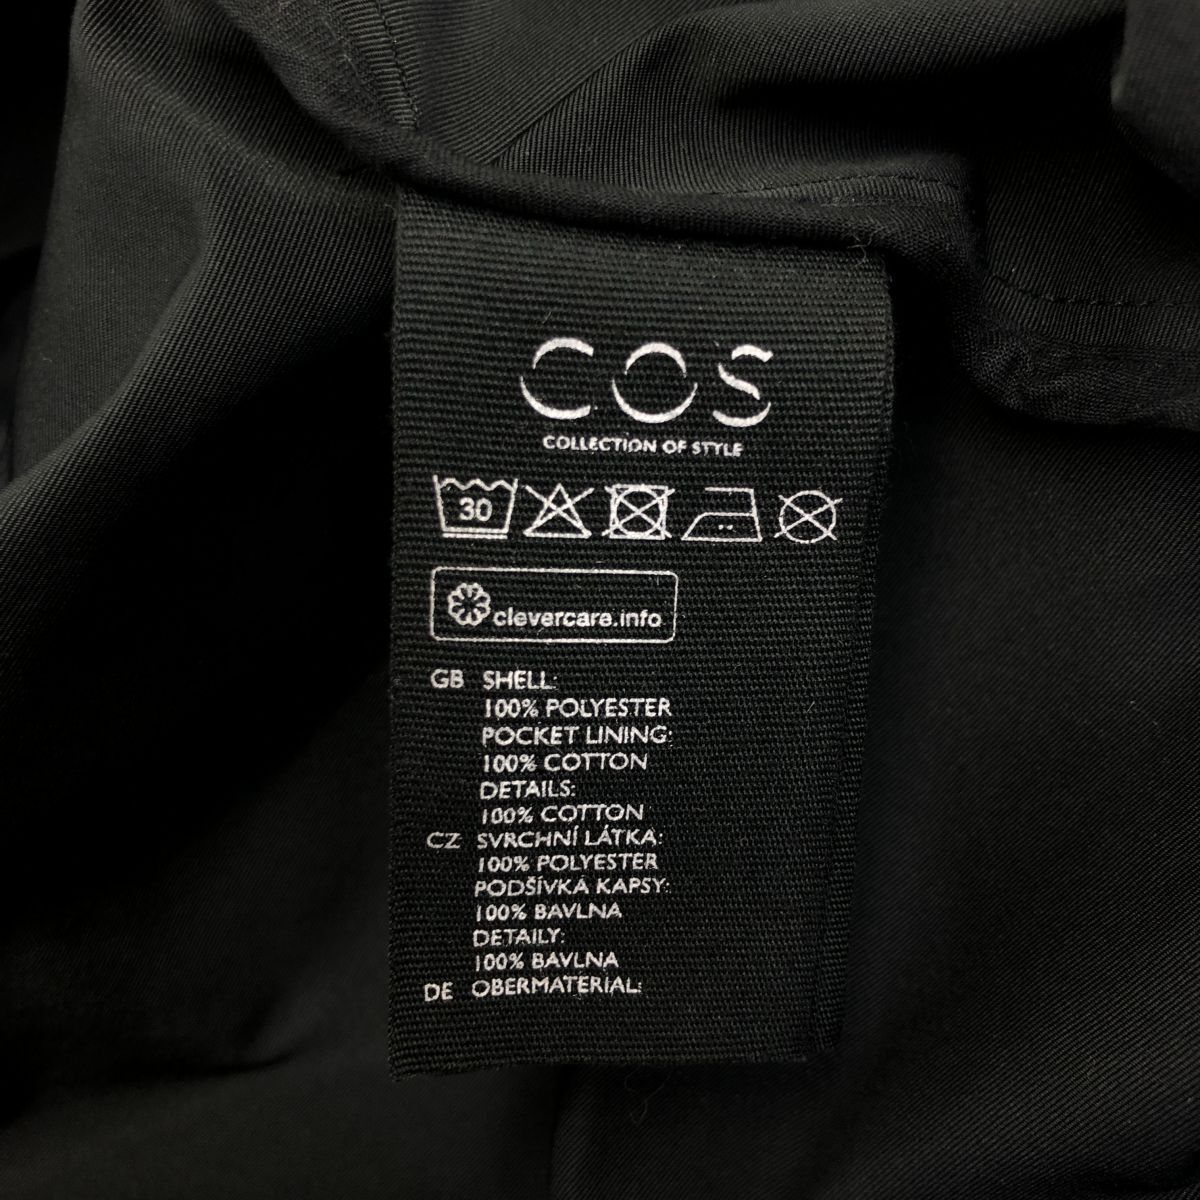 COS
COLLECTION OF STYLE
30
clevercare.info
GB SHELL:
100% POLYESTER
POCKET LINING:
100% COTTON
DETAILS:
100% COTTON
CZ SVRCHNÍ LÁTKA:
100% POLYESTER
PODŠÍVKA KAPSY:
100% BAVLNA
DETAILY:
100% BAVLNA
DE OBERMATERIAL: